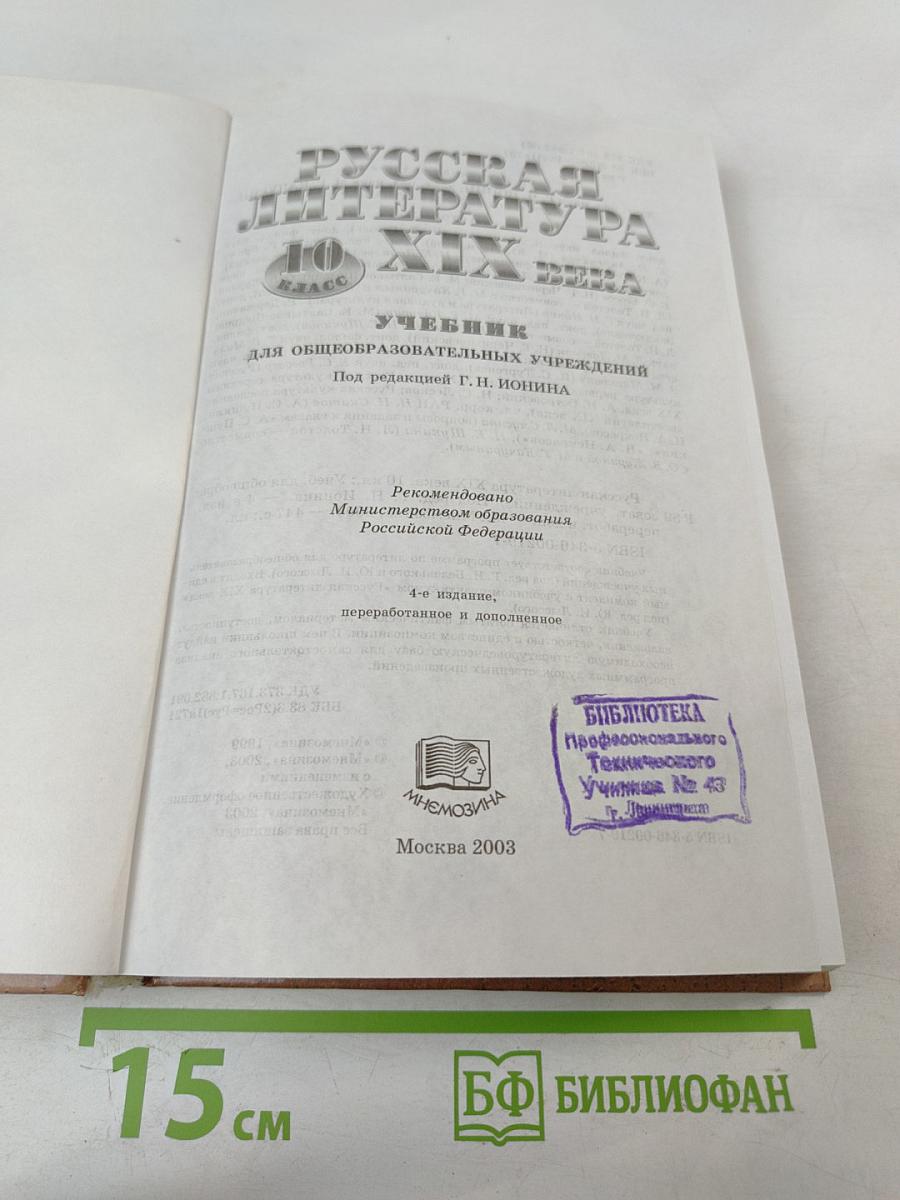 РУССКАЯ
ЛИТЕРАТУРА
10
КЛАСС
XIX ВЕКА
УЧЕБНИК
ДЛЯ ОБЩЕОБРАЗОВАТЕЛЬНЫХ УЧРЕЖДЕНИЙ
Под редакцией Г. Н. ИОНИНА
Рекомендовано
Министерством образования
Российской Федерации
4-е издание,
переработанное и дополненное
МНЕМОЗИНА
Москва 2003
БИБЛИОТЕКА
Профессионального
Технического
Училища № 43
г. Ленинграда
15 см
БФ БИБЛИОФАН